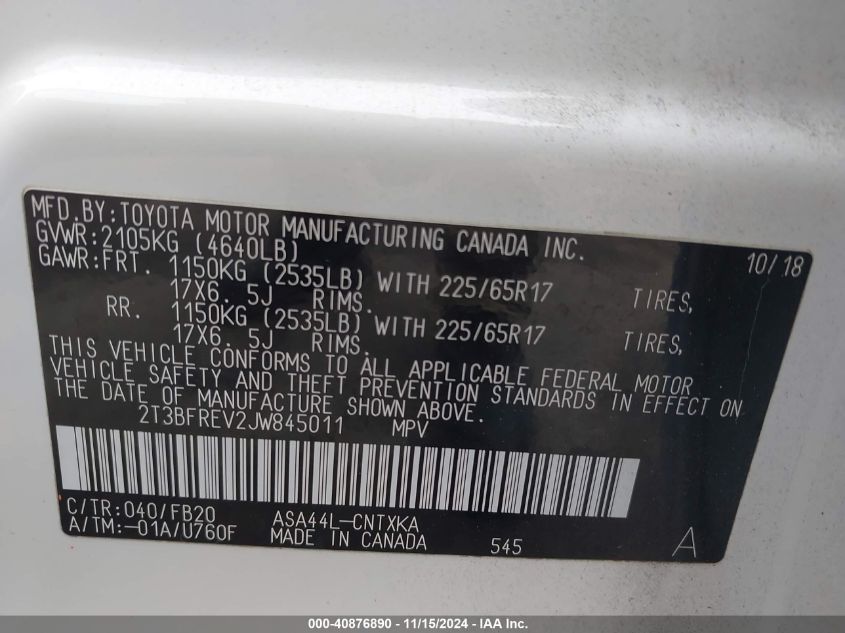 MFD.BY:TOYOTA MOTOR MANUFACTURING CANADA INC.
10/18
GVWR:2105KG (4640LB)
GAWR:FRT. 1150KG (2535LB) WITH 225/65R17 TIRES,
17X6. 5J RIMS.
RR. 1150KG (2535LB) WITH 225/65R17 TIRES,
17X6. 5J RIMS.
THIS VEHICLE CONFORMS TO ALL APPLICABLE FEDERAL MOTOR
VEHICLE SAFETY AND THEFT PREVENTION STANDARDS IN EFFECT ON
THE DATE OF MANUFACTURE SHOWN ABOVE.
2T3BFREV2JW845011 MPV
C/TR:040/FB20 ASA44L-CNTXKA
A/TM:-01A/U760F MADE IN CANADA 545 A
000-40876890 - 11/15/2024 - IAA Inc.